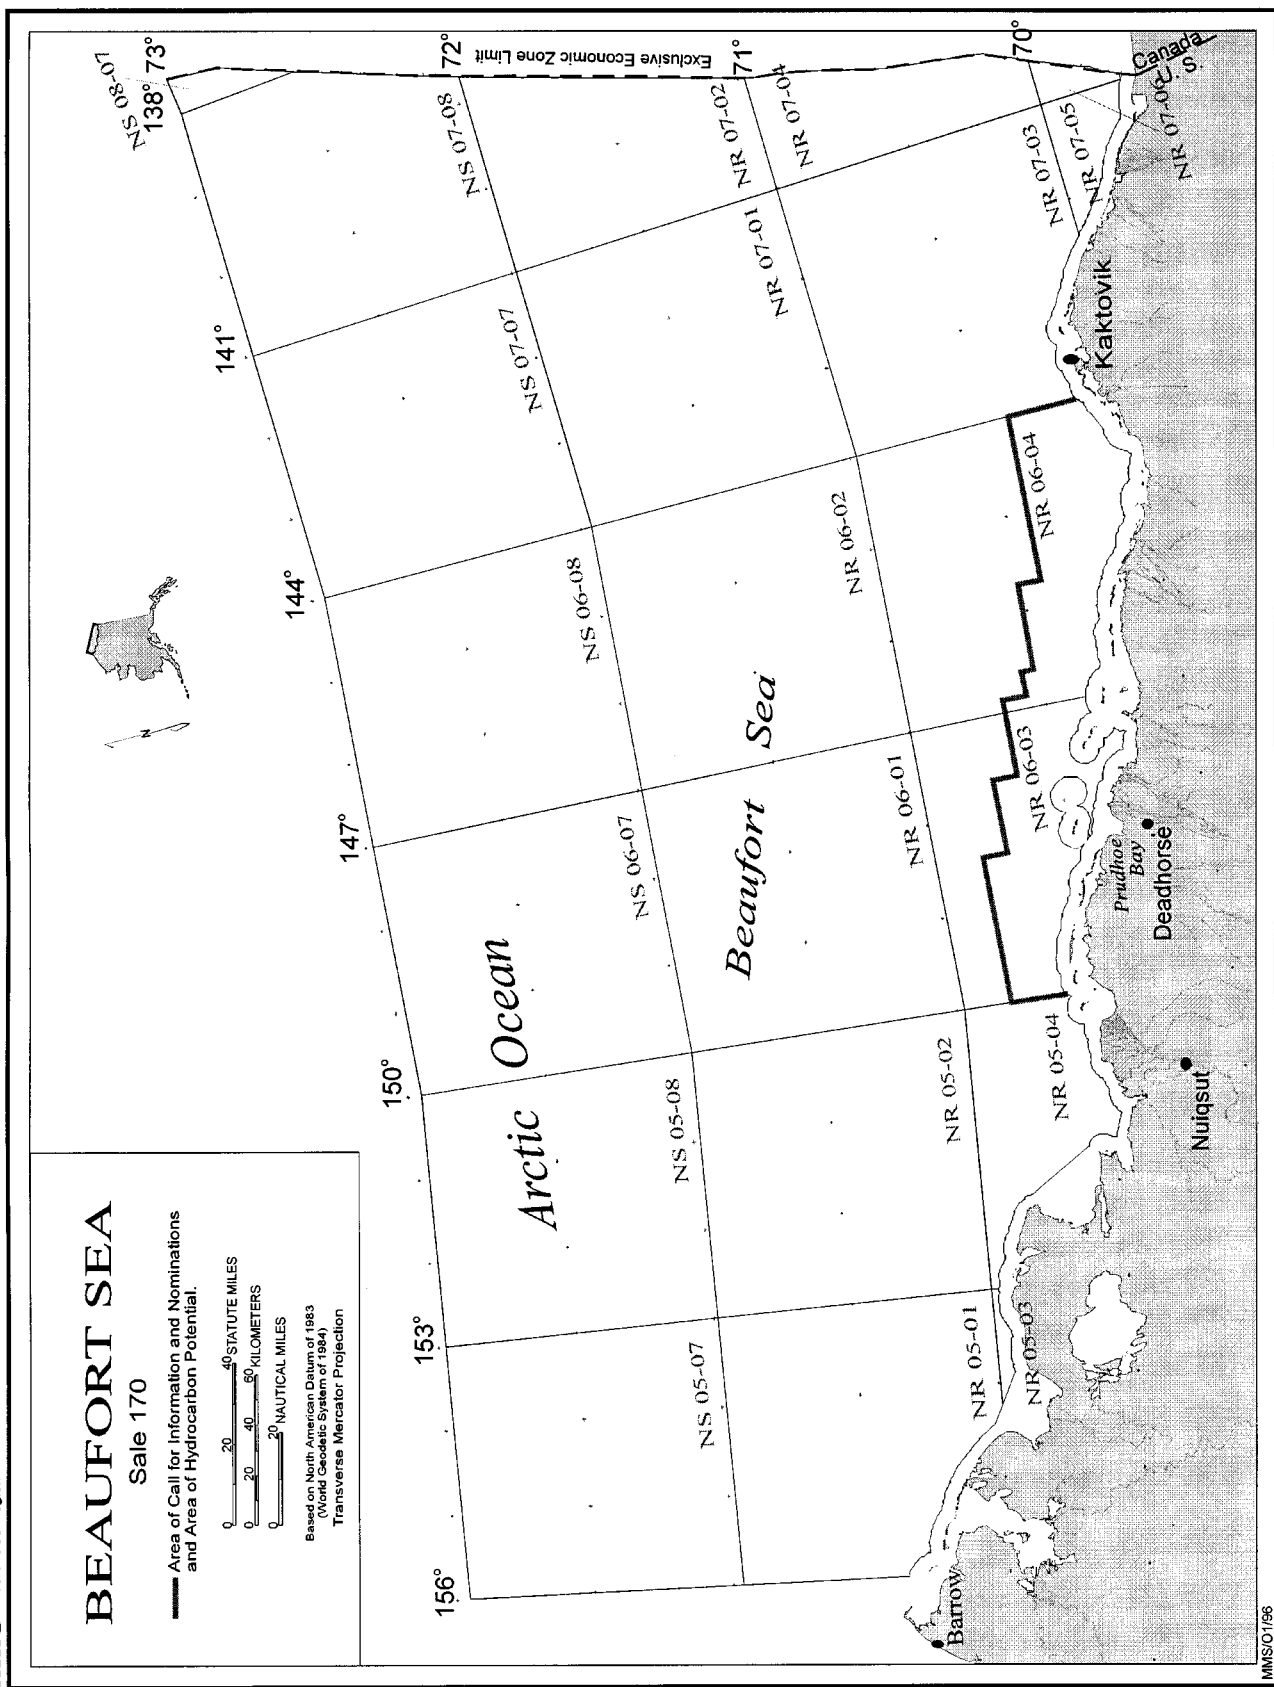 BEAUFORT SEA
Sale 170
Area of Call for Information and Nominations
and Area of Hydrocarbon Potential.
0 20 40 STATUTE MILES
0 20 40 60 KILOMETERS
0 20 NAUTICAL MILES
Based on North American Datum of 1983
(World Geodetic System of 1984)
Transverse Mercator Projection
N
156°
153°
150°
147°
144°
141°
138°
73°
72°
71°
70°
NS 08-07
Exclusive Economic Zone Limit
Arctic Ocean
Beaufort Sea
NS 05-07
NS 05-08
NS 06-07
NS 06-08
NS 07-07
NS 07-08
NR 05-01
NR 05-02
NR 06-01
NR 06-02
NR 07-01
NR 07-02
NR 05-03
NR 05-04
NR 06-03
NR 06-04
NR 07-03
NR 07-04
NR 07-05
NR 07-06
Canada
U.S.
Barrow
Nuiqsut
Prudhoe
Bay
Deadhorse
Kaktovik
MMS/01/96